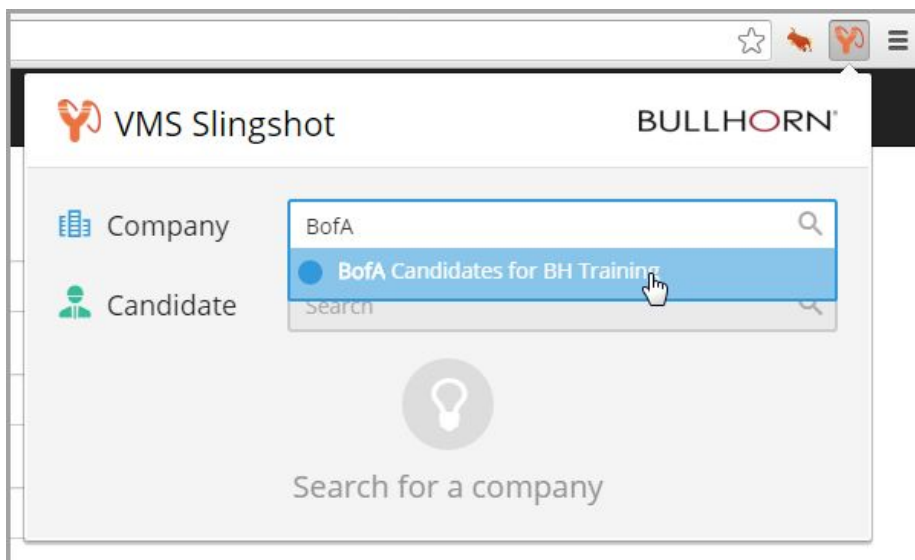 VMS Slingshot
BULLHORN®
Company
BofA
BofA Candidates for BH Training
Candidate
Search
Search for a company